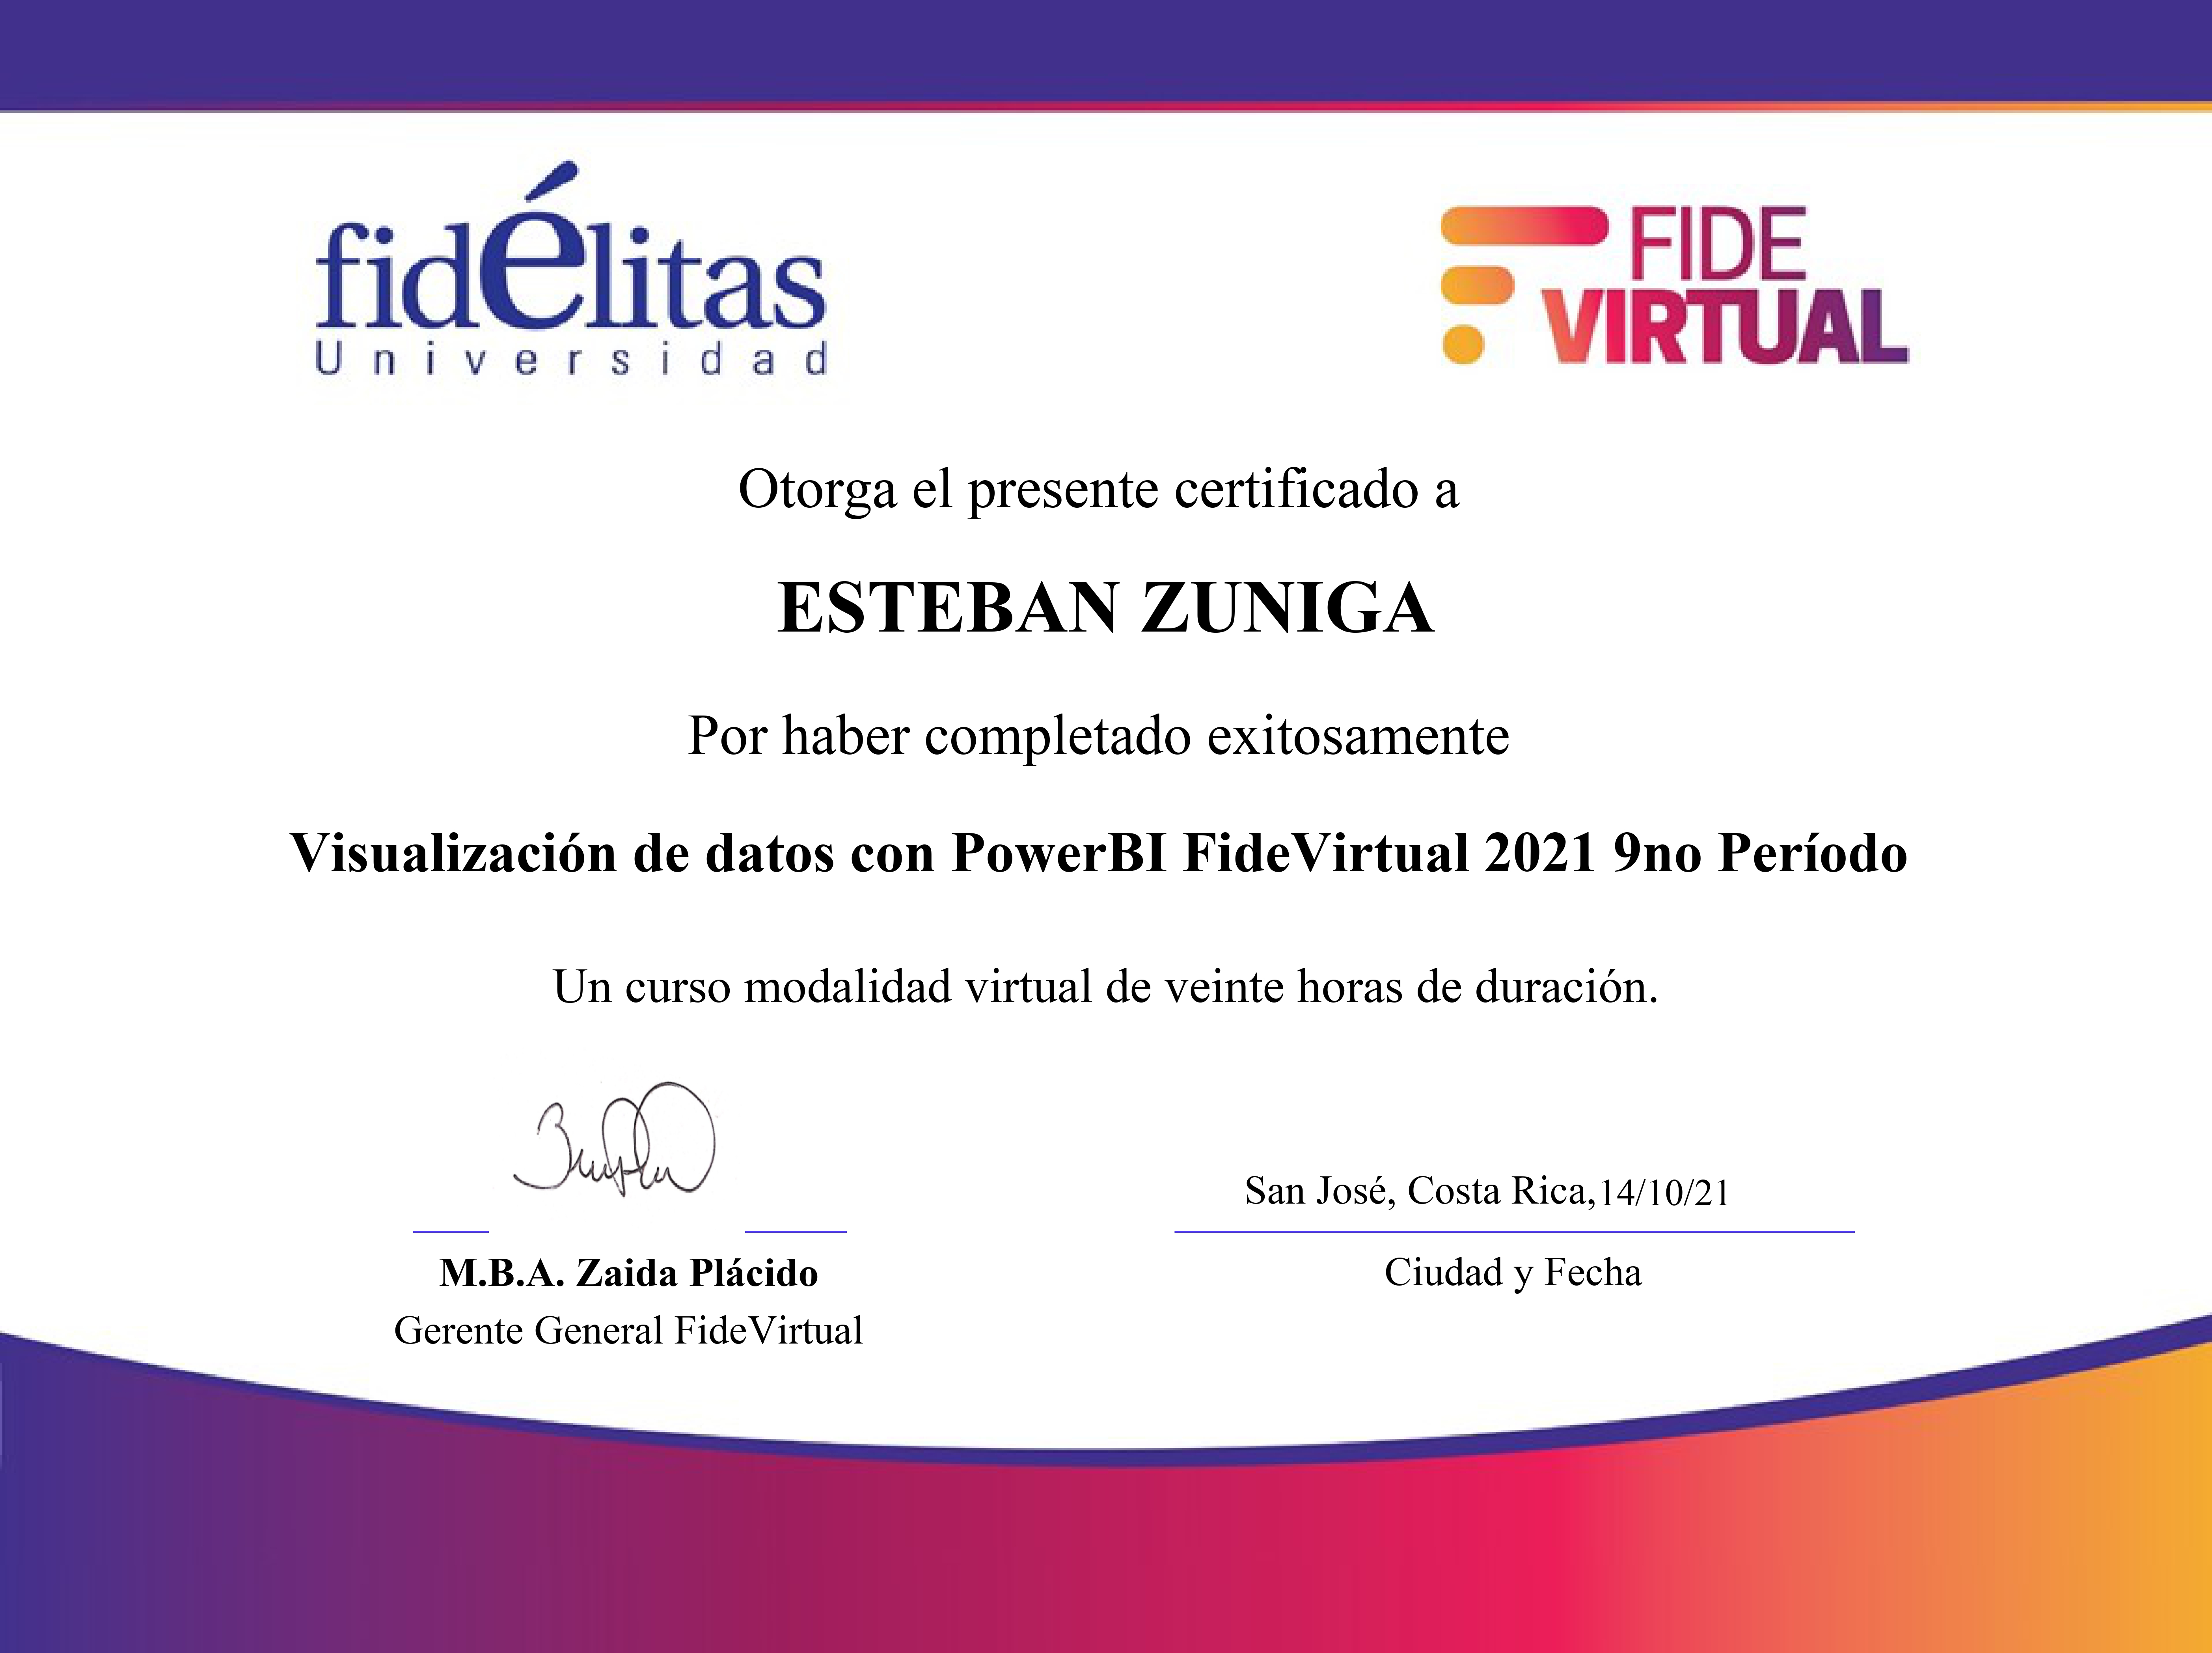 fidélitas
Universidad
FIDE
VIRTUAL
Otorga el presente certificado a
ESTEBAN ZUNIGA
Por haber completado exitosamente
Visualización de datos con PowerBI FideVirtual 2021 9no Período
Un curso modalidad virtual de veinte horas de duración.
San José, Costa Rica,14/10/21
M.B.A. Zaida Plácido
Gerente General FideVirtual
Ciudad y Fecha